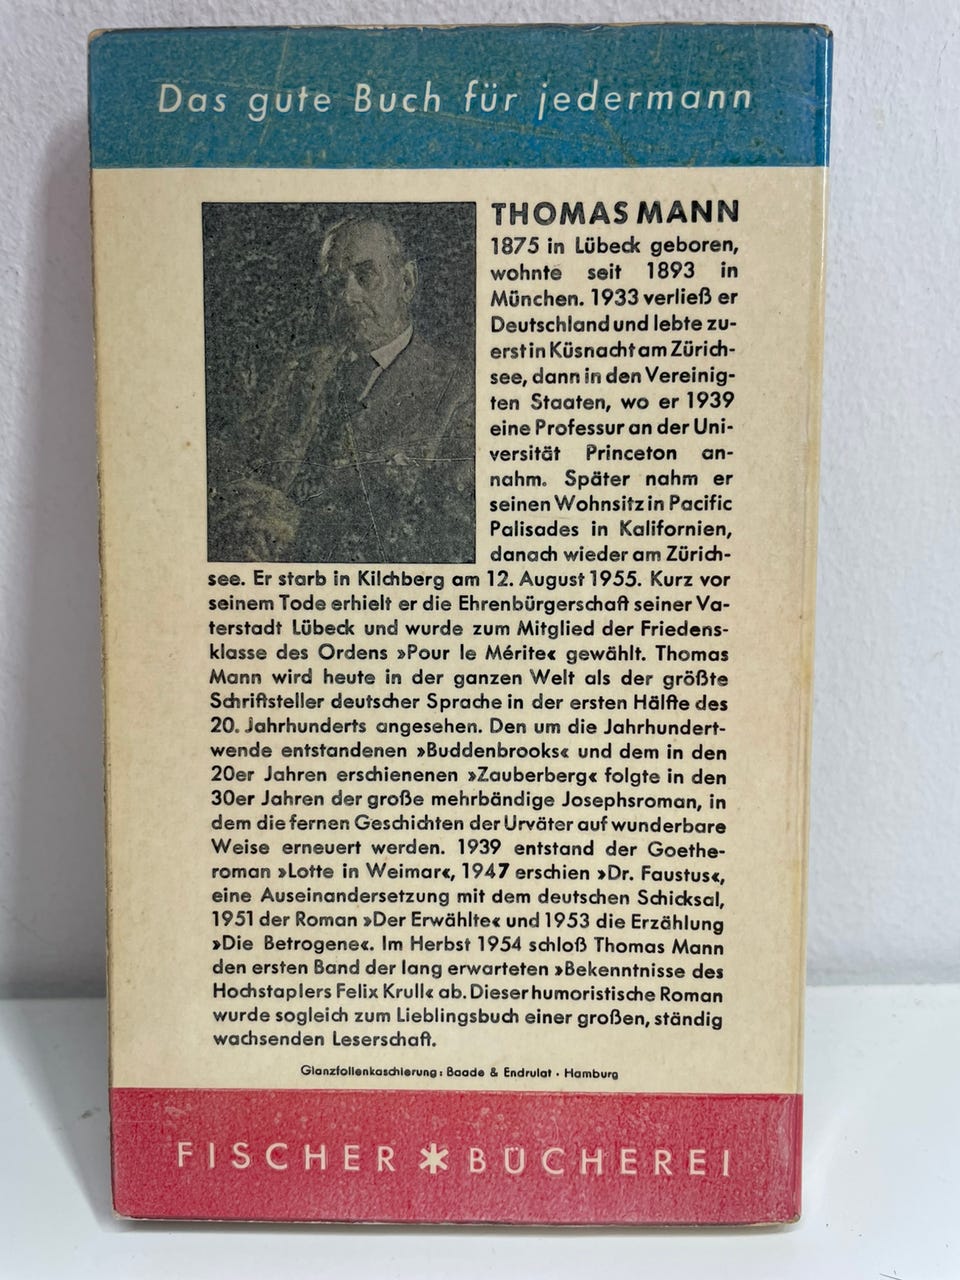 Das gute Buch für jedermann
THOMAS MANN
1875 in Lübeck geboren,
wohnte seit 1893 in
München. 1933 verließ er
Deutschland und lebte zu-
erst in Küsnacht am Zürich-
see, dann in den Vereinig-
ten Staaten, wo er 1939
eine Professur an der Uni-
versität Princeton an-
nahm. Später nahm er
seinen Wohnsitz in Pacific
Palisades in Kalifornien,
danach wieder am Zürich-
see. Er starb in Kilchberg am 12. August 1955. Kurz vor
seinem Tode erhielt er die Ehrenbürgerschaft seiner Va-
terstadt Lübeck und wurde zum Mitglied der Friedens-
klasse des Ordens »Pour le Mérite« gewählt. Thomas
Mann wird heute in der ganzen Welt als der größte
Schriftsteller deutscher Sprache in der ersten Hälfte des
20. Jahrhunderts angesehen. Den um die Jahrhundert-
wende entstandenen »Buddenbrooks« und dem in den
20er Jahren erschienenen »Zauberberg« folgte in den
30er Jahren der große mehrbändige Josephsroman, in
dem die fernen Geschichten der Urväter auf wunderbare
Weise erneuert werden. 1939 entstand der Goethe-
roman »Lotte in Weimar«, 1947 erschien »Dr. Faustus«,
eine Auseinandersetzung mit dem deutschen Schicksal,
1951 der Roman »Der Erwählte« und 1953 die Erzählung
»Die Betrogene«. Im Herbst 1954 schloß Thomas Mann
den ersten Band der lang erwarteten »Bekenntnisse des
Hochstaplers Felix Krull« ab. Dieser humoristische Roman
wurde sogleich zum Lieblingsbuch einer großen, ständig
wachsenden Leserschaft.
Glanzfolienkaschierung: Baade & Endrulat · Hamburg
FISCHER * BÜCHEREI